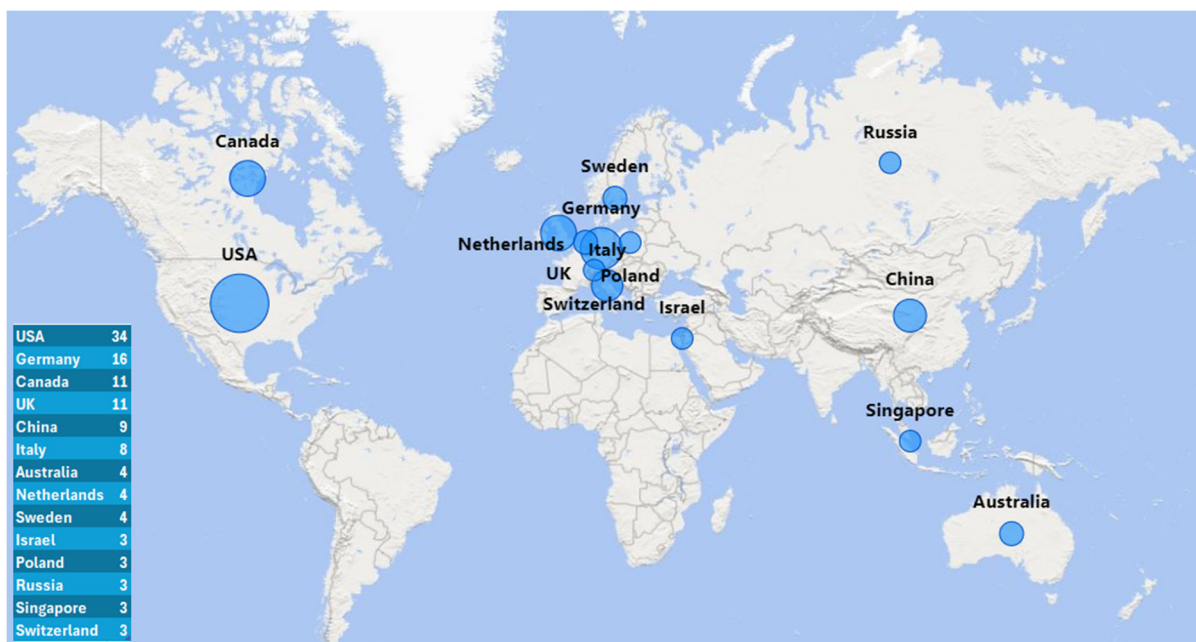 Canada
Russia
Sweden
Germany
Netherlands
Italy
USA
UK
Poland
China
Switzerland
Israel
Singapore
Australia
USA 34
Germany 16
Canada 11
UK 11
China 9
Italy 8
Australia 4
Netherlands 4
Sweden 4
Israel 3
Poland 3
Russia 3
Singapore 3
Switzerland 3